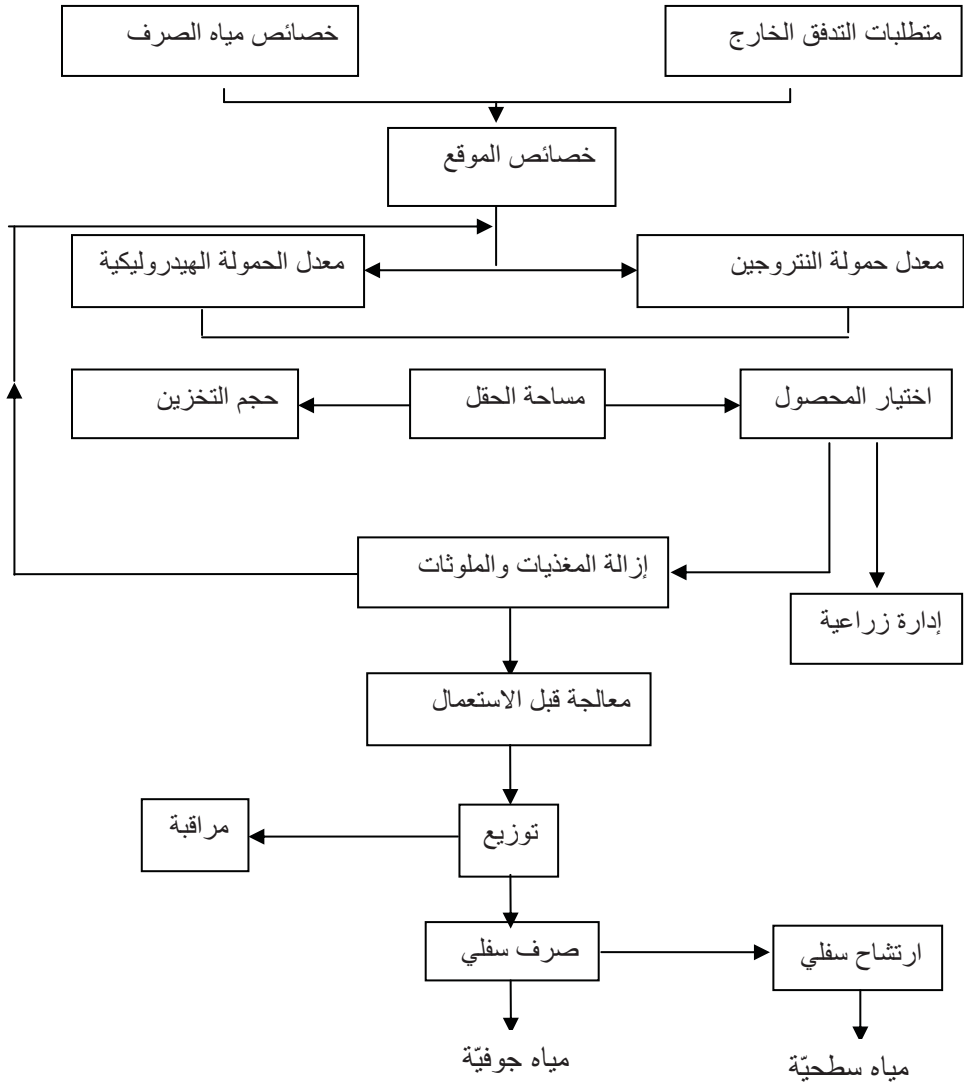 متطلبات التدفق الخارج
خصائص مياه الصرف
خصائص الموقع
معدل حمولة النتروجين
معدل الحمولة الهيدروليكية
اختيار المحصول
مساحة الحقل
حجم التخزين
إزالة المغذيات والملوثات
إدارة زراعية
معالجة قبل الاستعمال
توزيع
مراقبة
صرف سفلي
ارتشاح سفلي
مياه جوفيّة
مياه سطحيّة